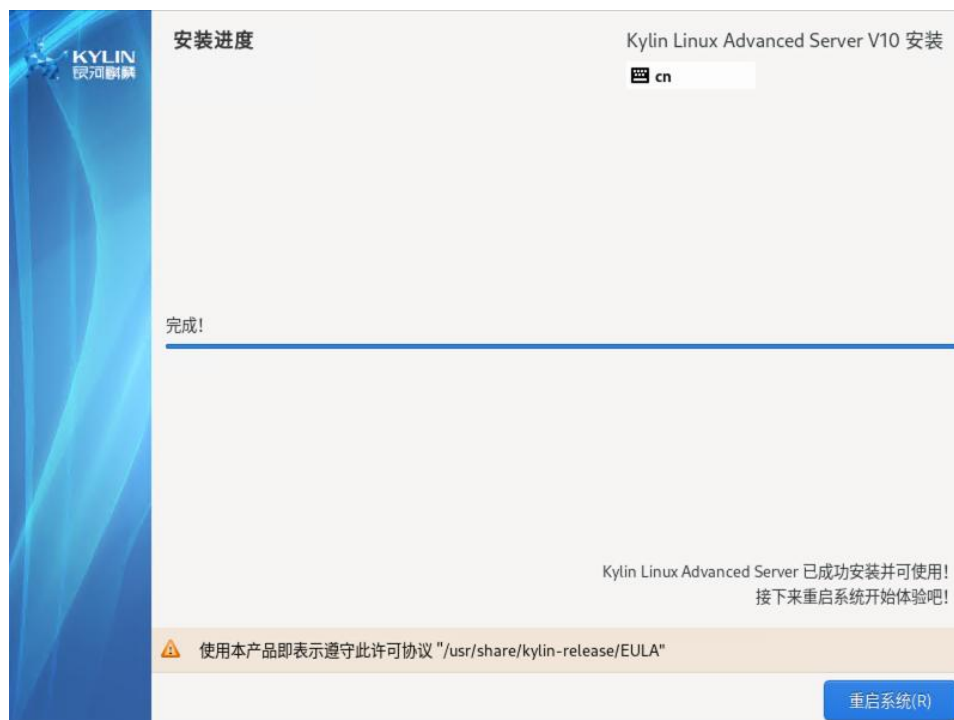 KYLIN
银河麒麟
安装进度
Kylin Linux Advanced Server V10 安装
cn
完成!
Kylin Linux Advanced Server 已成功安装并可使用!
接下来重启系统开始体验吧!
使用本产品即表示遵守此许可协议 "/usr/share/kylin-release/EULA"
重启系统(R)